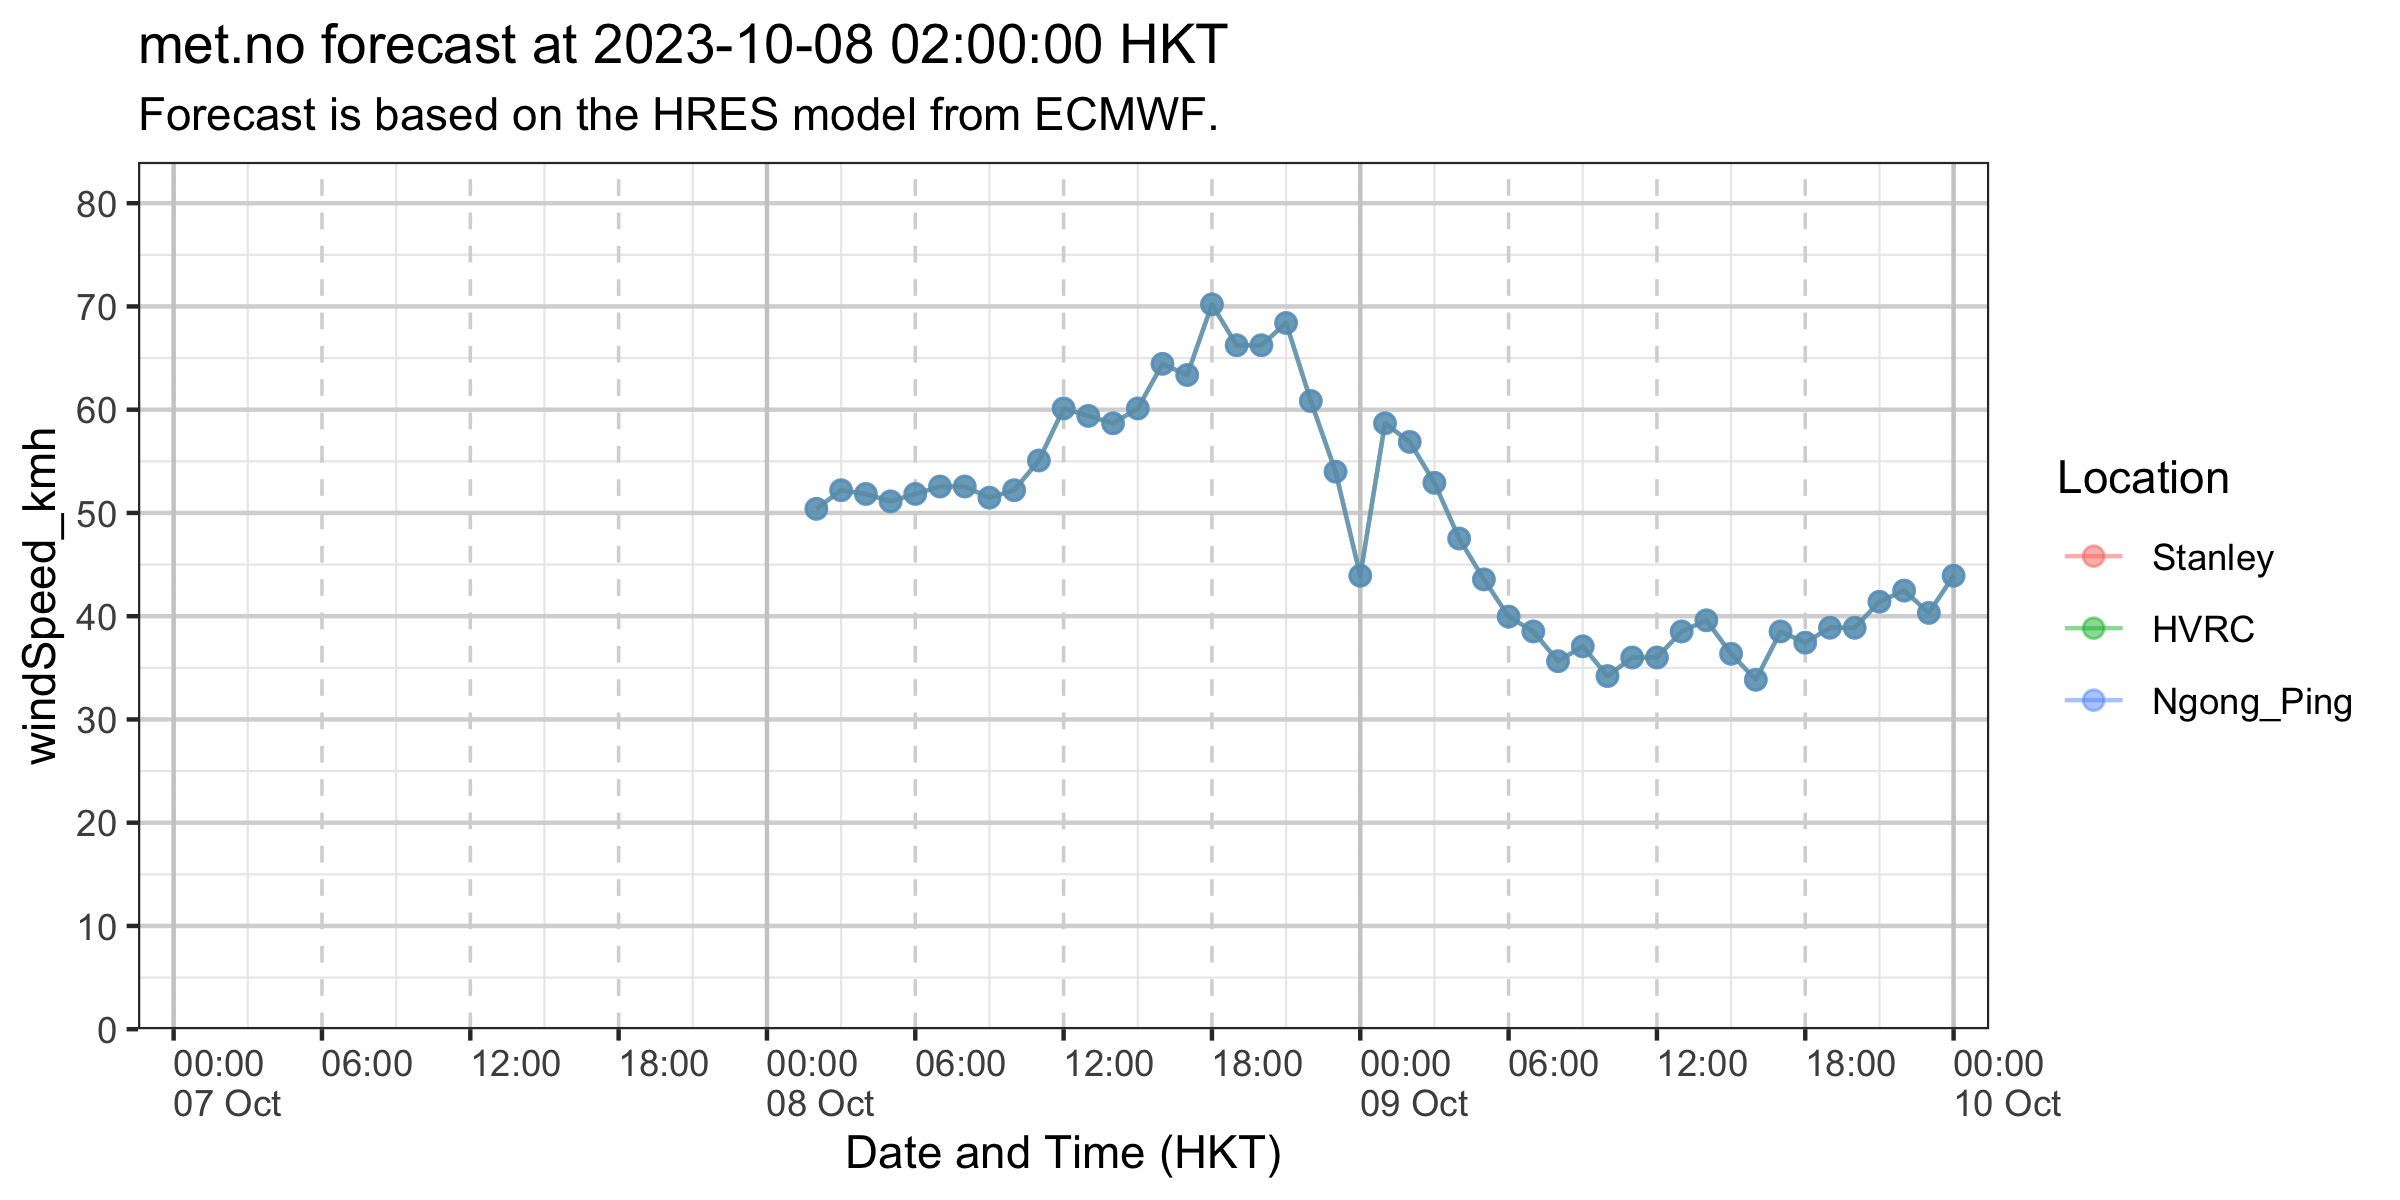 met.no forecast at 2023-10-08 02:00:00 HKT
Forecast is based on the HRES model from ECMWF.
windSpeed_kmh
80
70
60
50
40
30
20
10
0
00:00 06:00 12:00 18:00 00:00 06:00 12:00 18:00 00:00 06:00 12:00 18:00 00:00
07 Oct 08 Oct 09 Oct 10 Oct
Date and Time (HKT)
Location
Stanley
HVRC
Ngong_Ping